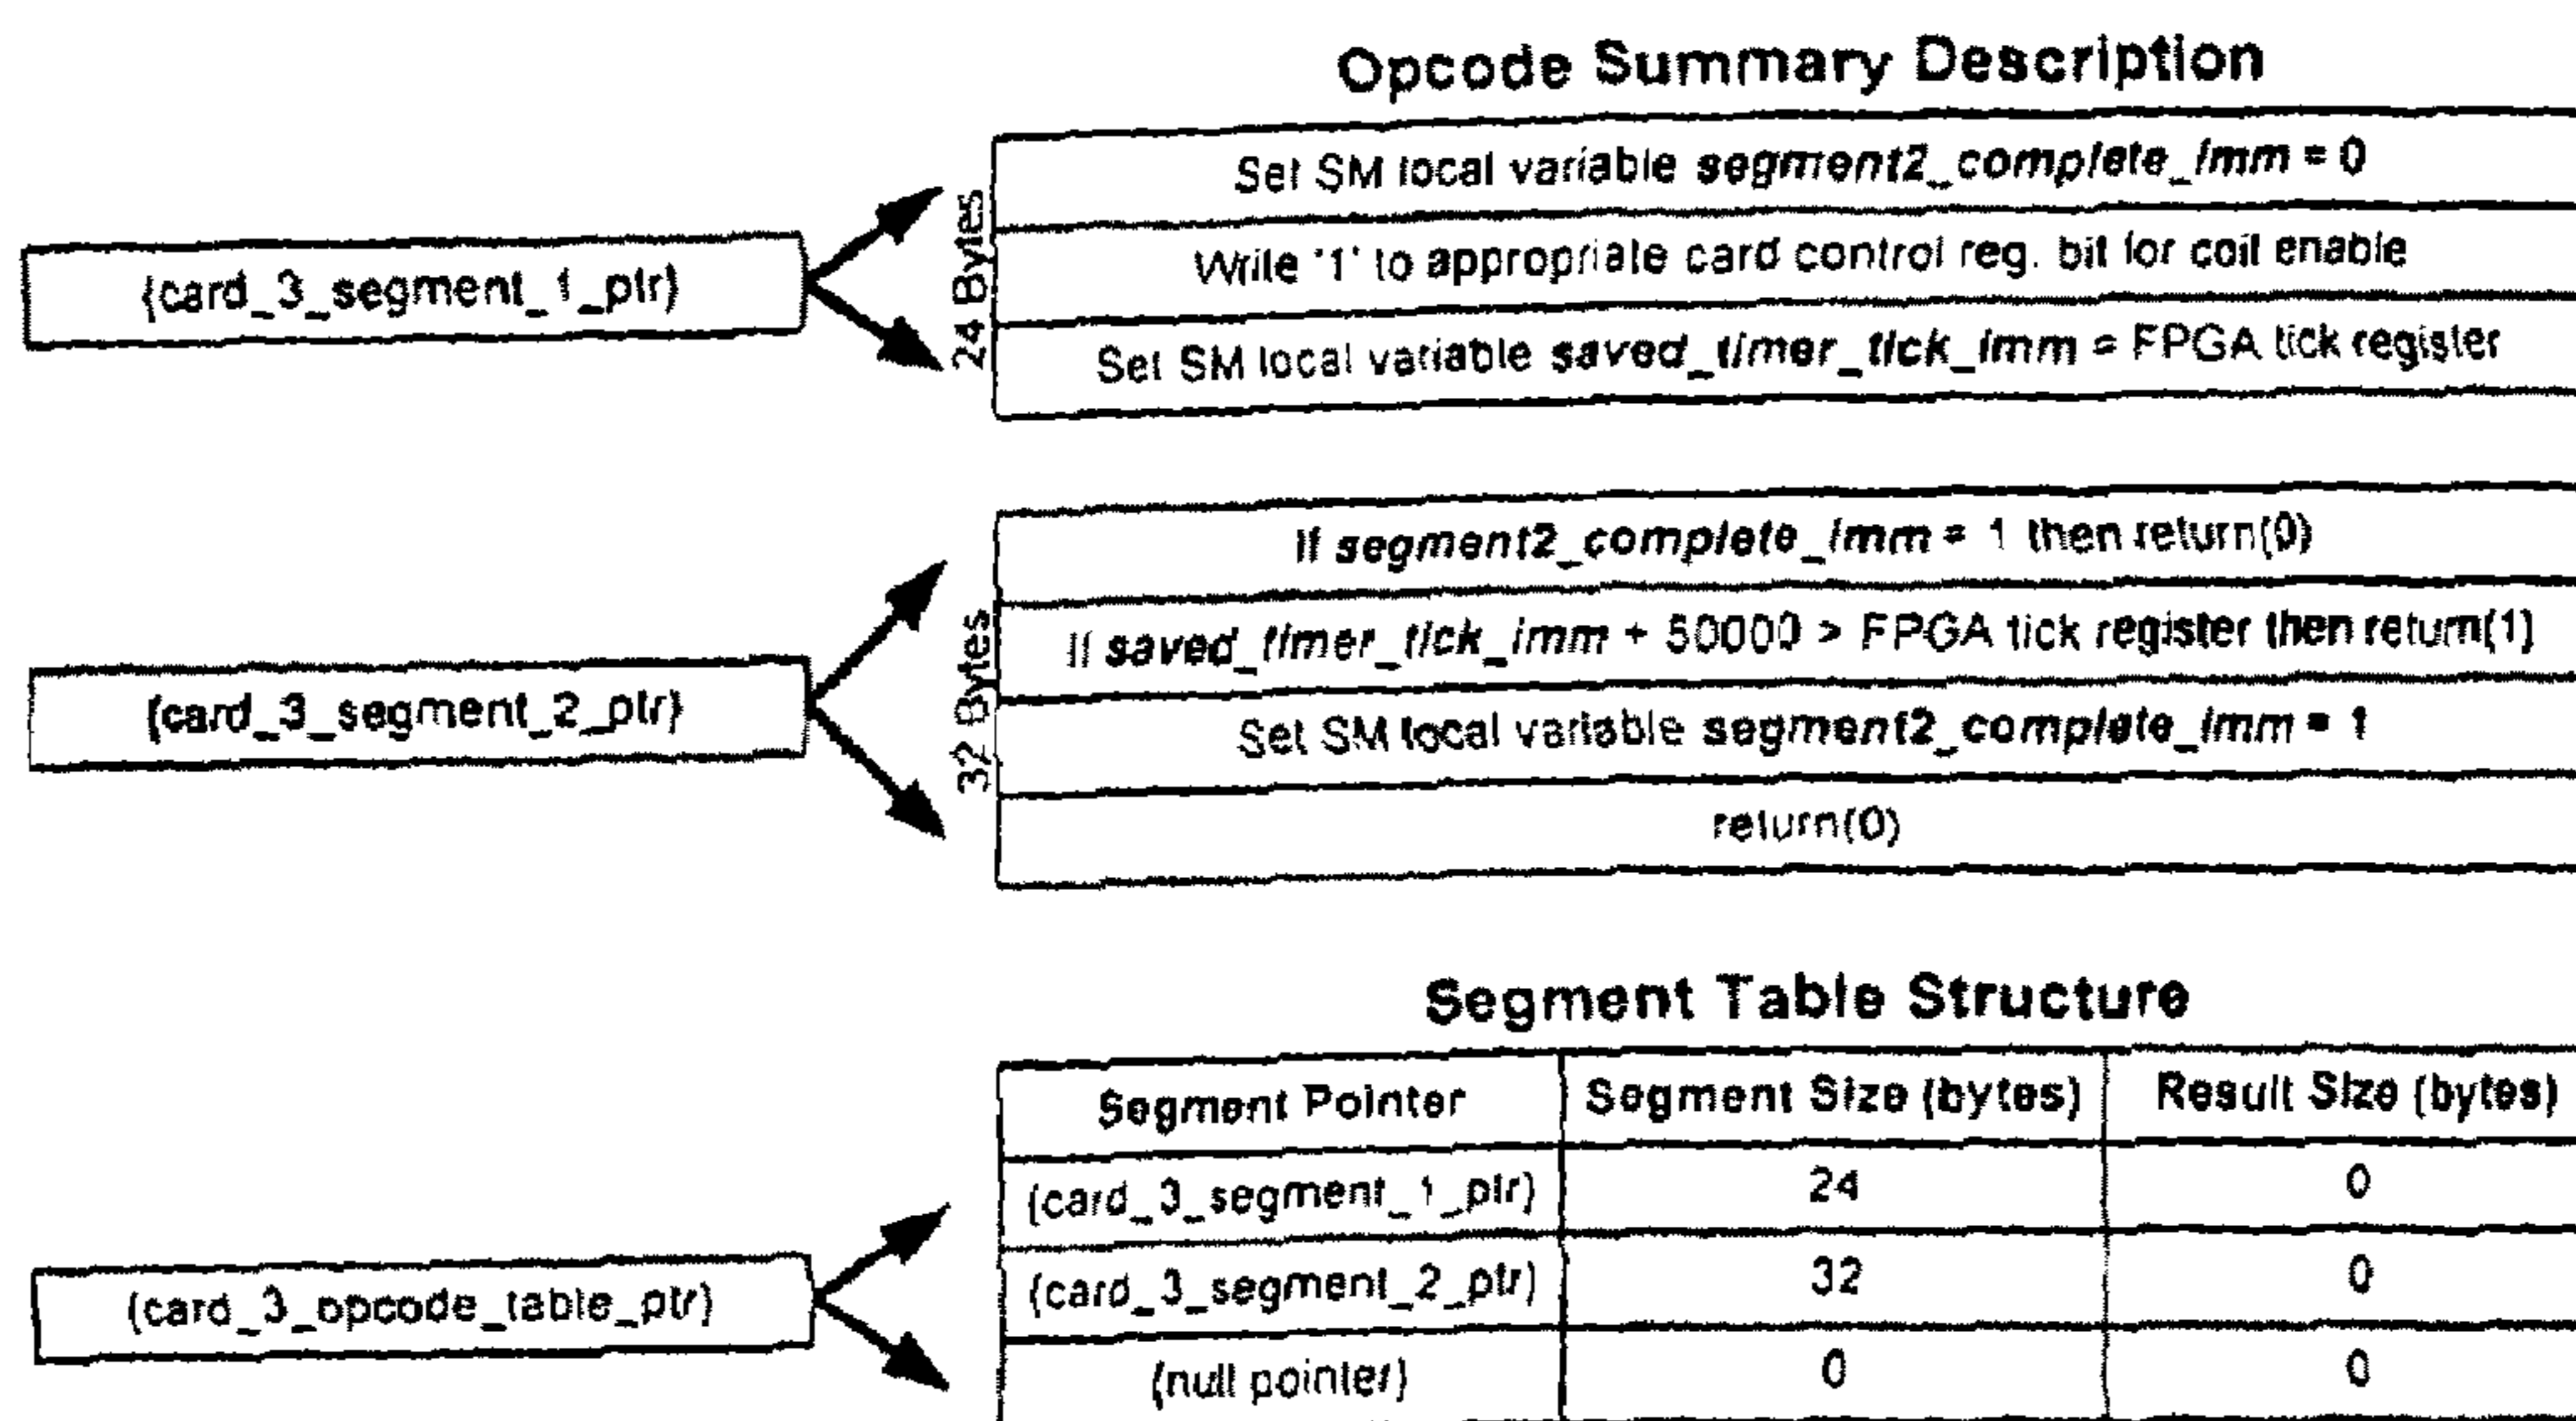 Opcode Summary Description
{card_3_segment_1_ptr}
24 Bytes
Set SM local variable segment2_complete_imm = 0
Write '1' to appropriate card control reg. bit for coil enable
Set SM local variable saved_timer_tick_imm = FPGA tick register
{card_3_segment_2_ptr}
32 Bytes
If segment2_complete_imm = 1 then return(0)
If saved_timer_tick_imm + 50000 > FPGA tick register then return(1)
Set SM local variable segment2_complete_imm = 1
return(0)
Segment Table Structure
{card_3_opcode_table_ptr}
Segment Pointer Segment Size (bytes) Result Size (bytes)
{card_3_segment_1_ptr} 24 0
{card_3_segment_2_ptr} 32 0
{null pointer} 0 0